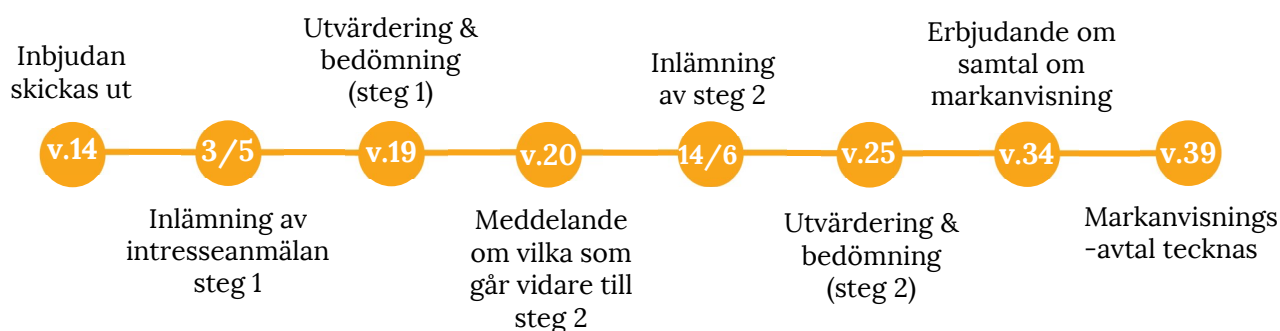 Inbjudan
skickas ut
v.14
3/5
Inlämning av
intresseanmälan
steg 1
Utvärdering &
bedömning
(steg 1)
v.19
v.20
Meddelande
om vilka som
går vidare till
steg 2
Inlämning
av steg 2
14/6
v.25
Utvärdering &
bedömning
(steg 2)
Erbjudande om
samtal om
markanvisning
v.34
v.39
Markanvisnings
-avtal tecknas